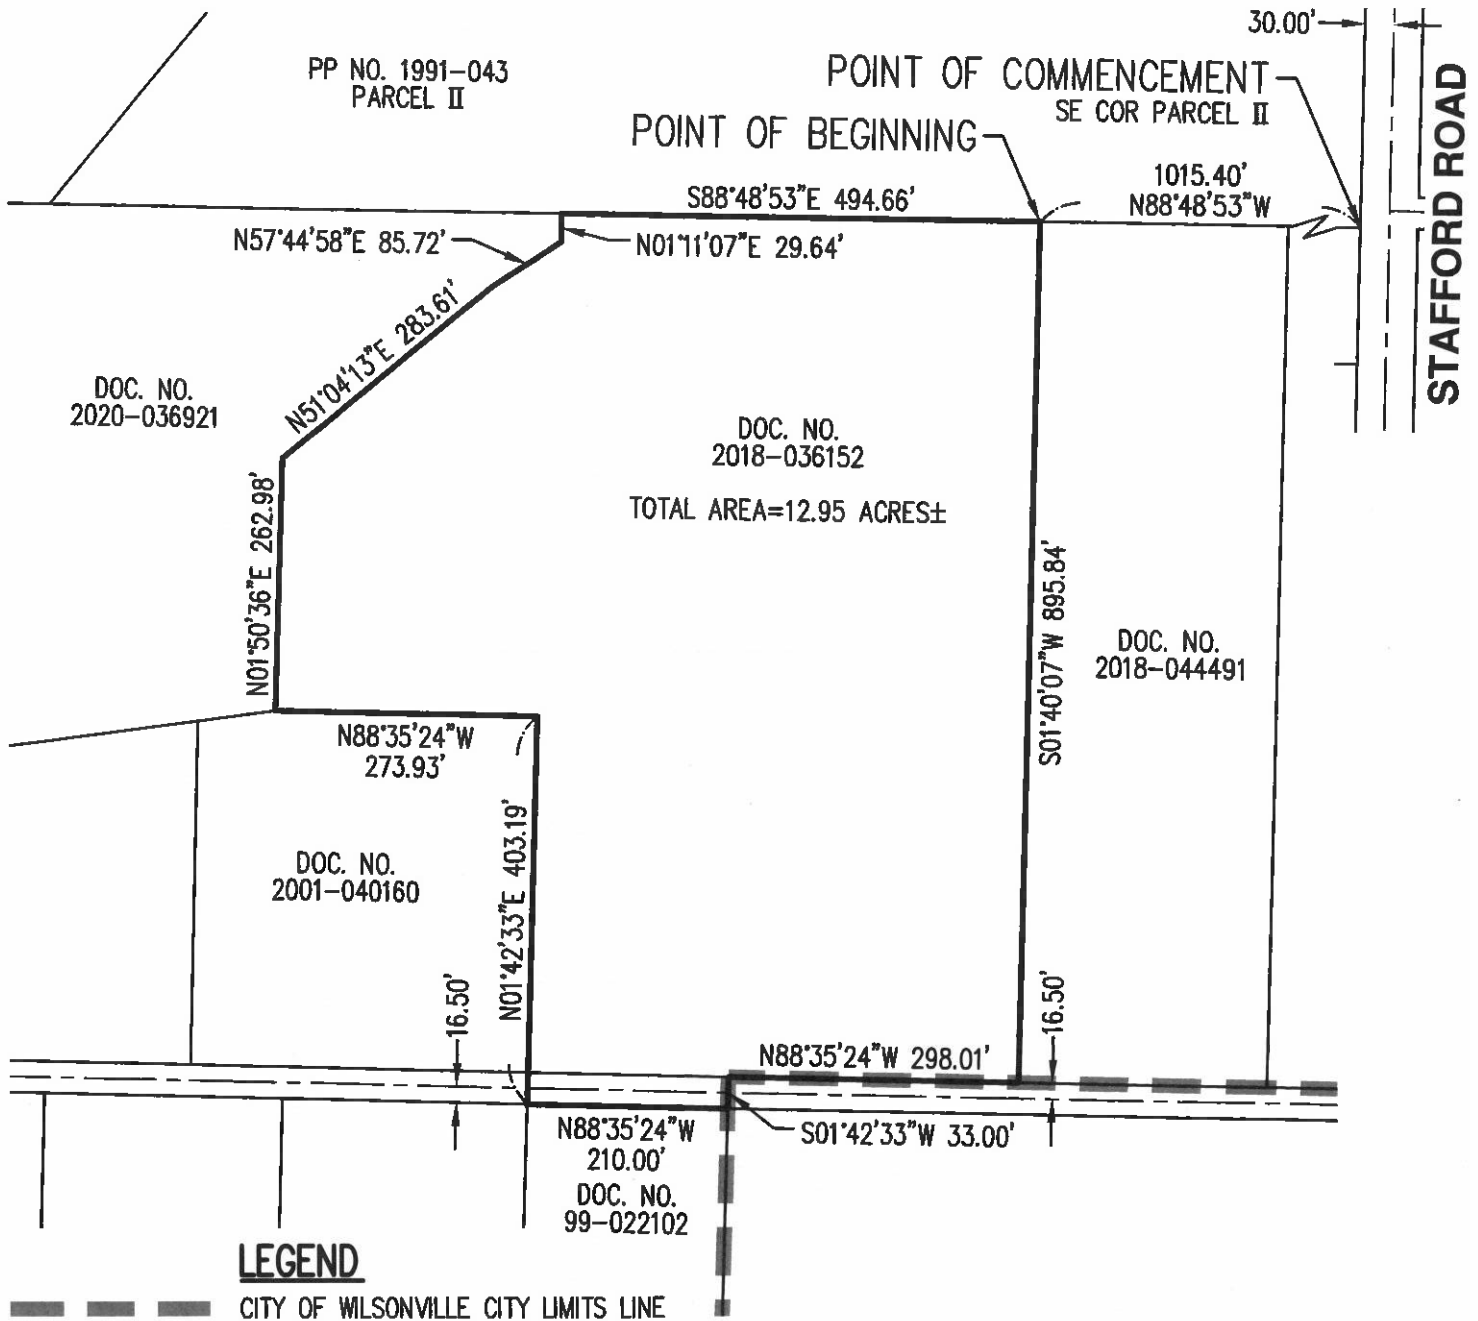 30.00'
PP NO. 1991-043
PARCEL II
POINT OF COMMENCEMENT
SE COR PARCEL II
POINT OF BEGINNING
STAFFORD ROAD
1015.40'
N88°48'53"W
S88°48'53"E 494.66'
N57°44'58"E 85.72'
N01°11'07"E 29.64'
N51°04'13"E 283.61'
DOC. NO.
2020-036921
DOC. NO.
2018-036152
TOTAL AREA=12.95 ACRES±
N01°50'36"E 262.98'
S01°40'07"W 895.84'
DOC. NO.
2018-044491
N88°35'24"W
273.93'
DOC. NO.
2001-040160
N01°42'33"E 403.19'
16.50'
16.50'
N88°35'24"W 298.01'
N88°35'24"W
210.00'
S01°42'33"W 33.00'
DOC. NO.
99-022102
LEGEND
CITY OF WILSONVILLE CITY LIMITS LINE